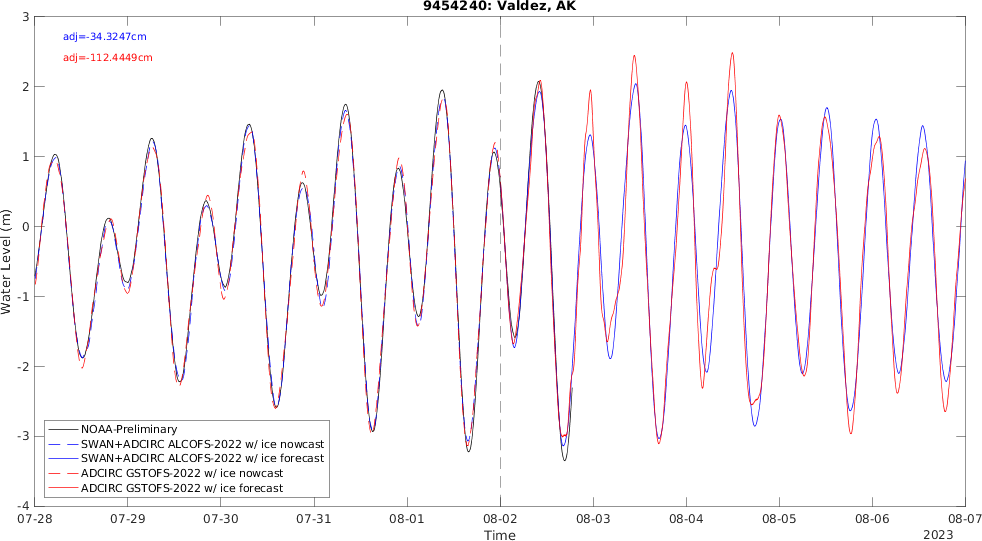 9454240: Valdez, AK
adj=-34.3247cm
adj=-112.4449cm
Water Level (m)
3
2
1
0
-1
-2
-3
-4
NOAA-Preliminary
SWAN+ADCIRC ALCOFS-2022 w/ ice nowcast
SWAN+ADCIRC ALCOFS-2022 w/ ice forecast
ADCIRC GSTOFS-2022 w/ ice nowcast
ADCIRC GSTOFS-2022 w/ ice forecast
07-28 07-29 07-30 07-31 08-01 08-02 08-03 08-04 08-05 08-06 08-07
Time
2023